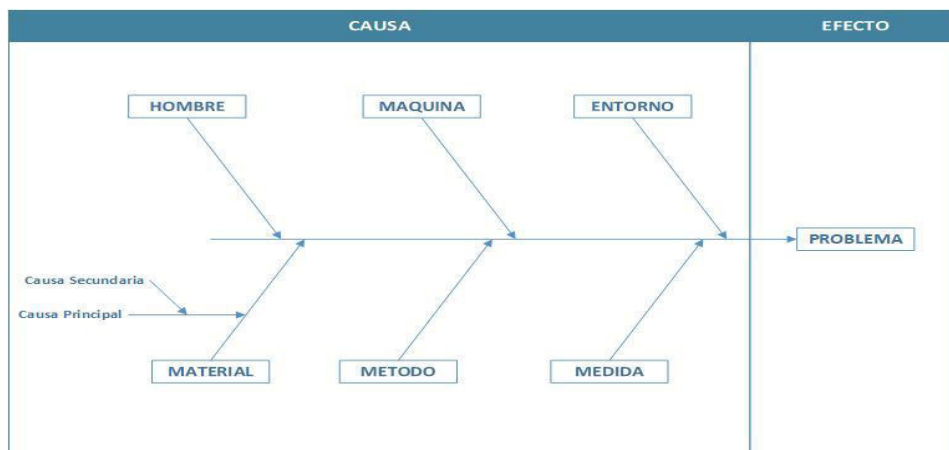 CAUSA
EFECTO
HOMBRE
MAQUINA
ENTORNO
PROBLEMA
Causa Secundaria
Causa Principal
MATERIAL
METODO
MEDIDA